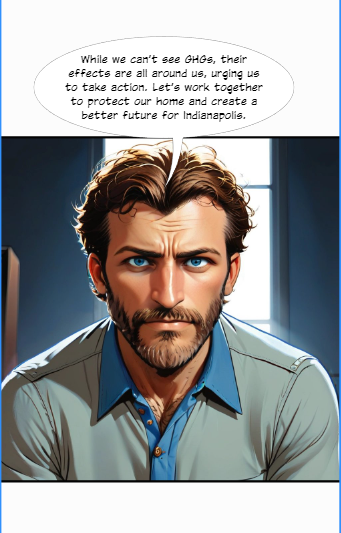 While we can't see GHGs, their
effects are all around us, urging us
to take action. Let's work together
to protect our home and create a
better future for Indianapolis.